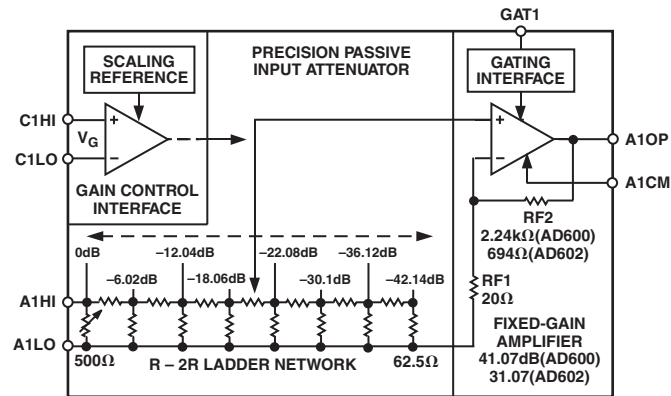 GAT1
SCALING
REFERENCE
PRECISION PASSIVE
INPUT ATTENUATOR
GATING
INTERFACE
C1HI
VG
+
–
C1LO
GAIN CONTROL
INTERFACE
+
–
A1OP
A1CM
RF2
2.24kΩ(AD600)
694Ω(AD602)
0dB
–12.04dB
–22.08dB
–36.12dB
–6.02dB
–18.06dB
–30.1dB
–42.14dB
RF1
20Ω
A1HI
A1LO
500Ω
R – 2R LADDER NETWORK
62.5Ω
FIXED-GAIN
AMPLIFIER
41.07dB(AD600)
31.07(AD602)